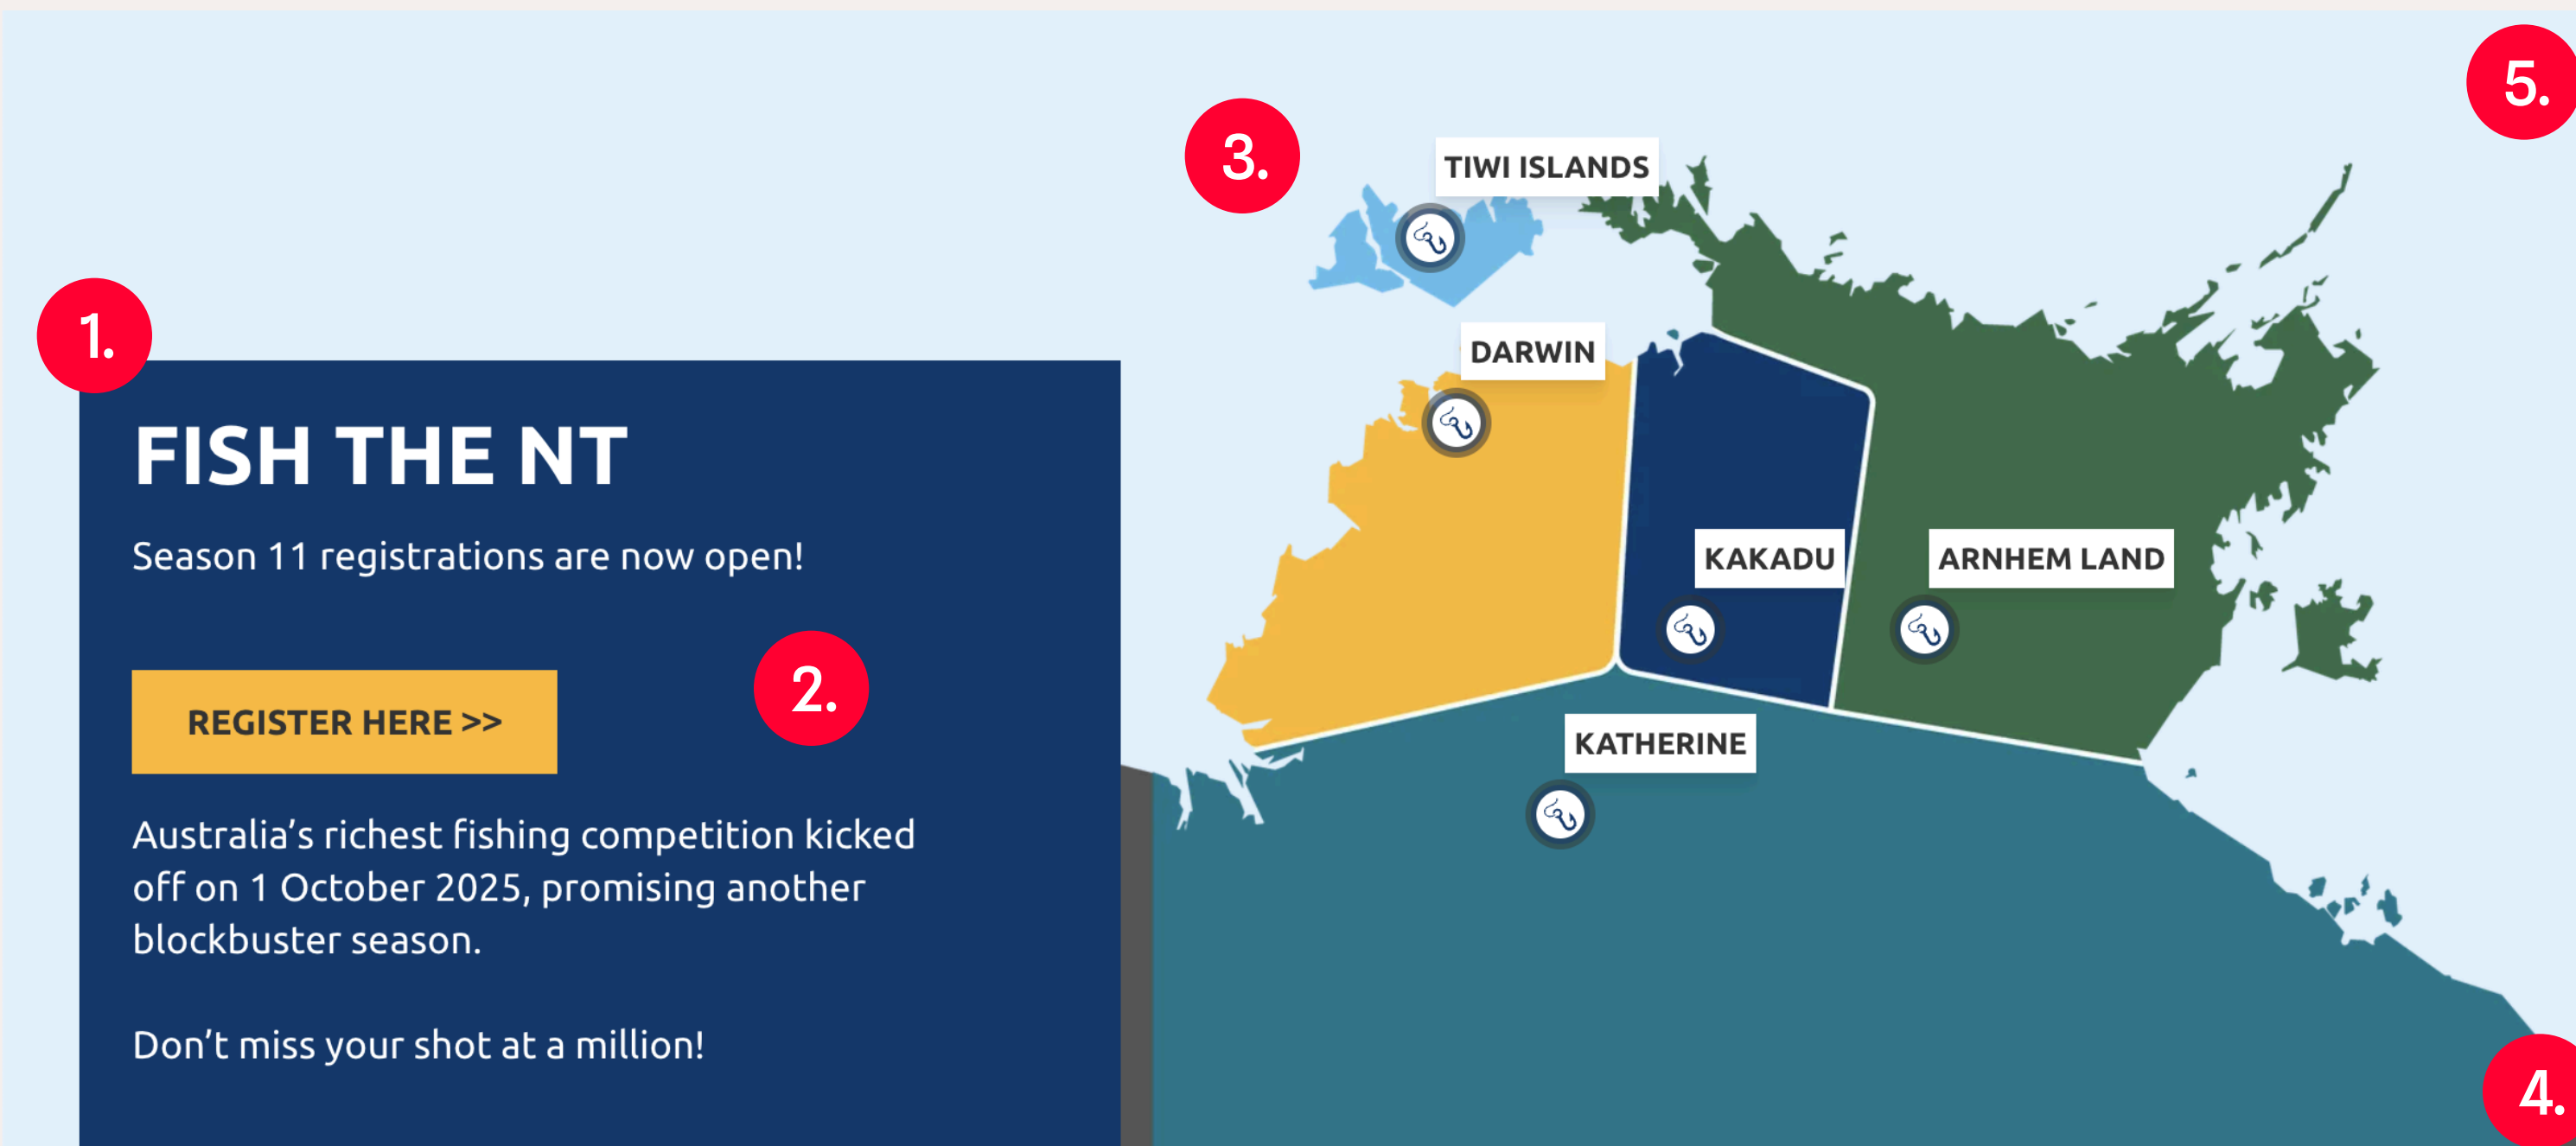 1.
FISH THE NT
Season 11 registrations are now open!
2.
REGISTER HERE >>
Australia’s richest fishing competition kicked
off on 1 October 2025, promising another
blockbuster season.
Don’t miss your shot at a million!
3.
TIWI ISLANDS
DARWIN
KAKADU
ARNHEM LAND
KATHERINE
4.
5.